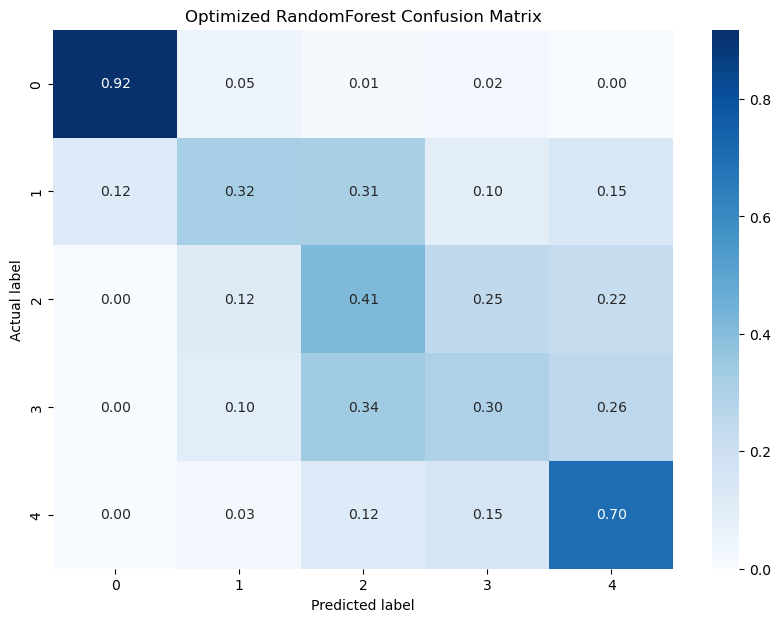 Optimized RandomForest Confusion Matrix
0 0.92 0.05 0.01 0.02 0.00
1 0.12 0.32 0.31 0.10 0.15
2 0.00 0.12 0.41 0.25 0.22
3 0.00 0.10 0.34 0.30 0.26
4 0.00 0.03 0.12 0.15 0.70
0 1 2 3 4
Actual label
Predicted label
0.8
0.6
0.4
0.2
0.0